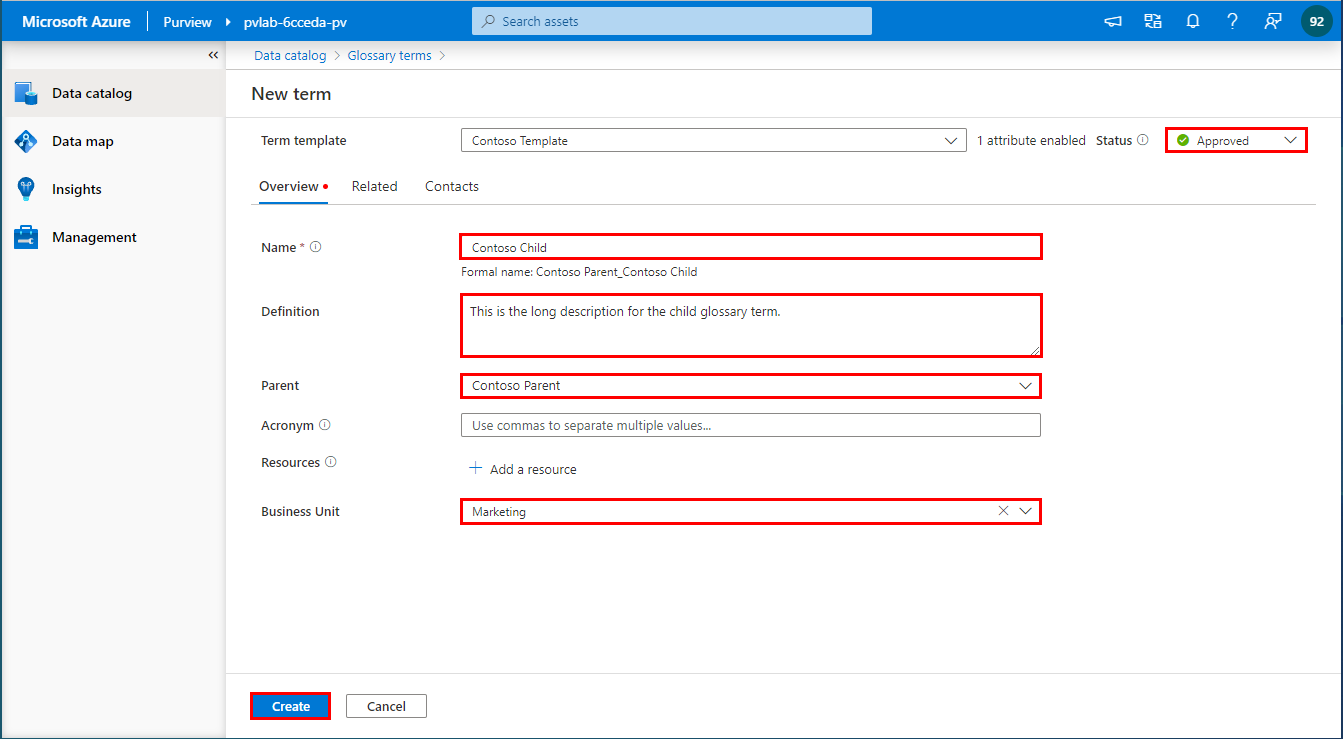 Microsoft Azure Purview pvlab-6cceda-pv Search assets 92
Data catalog Glossary terms
Data catalog
Data map
Insights
Management
New term
Term template Contoso Template 1 attribute enabled Status Approved
Overview Related Contacts
Name * Contoso Child
Formal name: Contoso Parent_Contoso Child
Definition This is the long description for the child glossary term.
Parent Contoso Parent
Acronym Use commas to separate multiple values...
Resources Add a resource
Business Unit Marketing
Create Cancel